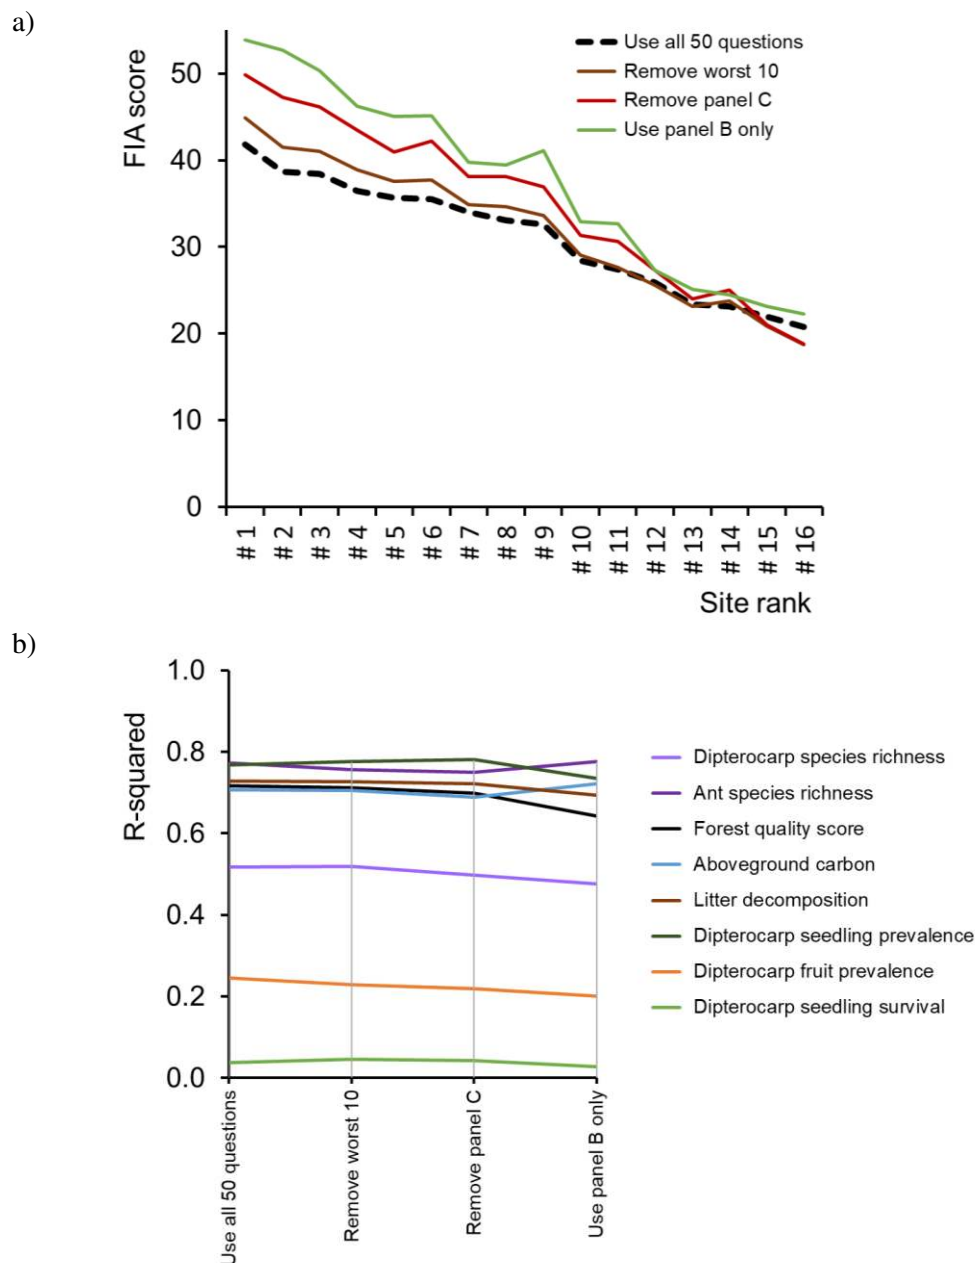 a)
FIA score
50
40
30
20
10
0
Use all 50 questions
Remove worst 10
Remove panel C
Use panel B only
# 1
# 2
# 3
# 4
# 5
# 6
# 7
# 8
# 9
# 10
# 11
# 12
# 13
# 14
# 15
# 16
Site rank
b)
R-squared
1.0
0.8
0.6
0.4
0.2
0.0
Dipterocarp species richness
Ant species richness
Forest quality score
Aboveground carbon
Litter decomposition
Dipterocarp seedling prevalence
Dipterocarp fruit prevalence
Dipterocarp seedling survival
Use all 50 questions
Remove worst 10
Remove panel C
Use panel B only